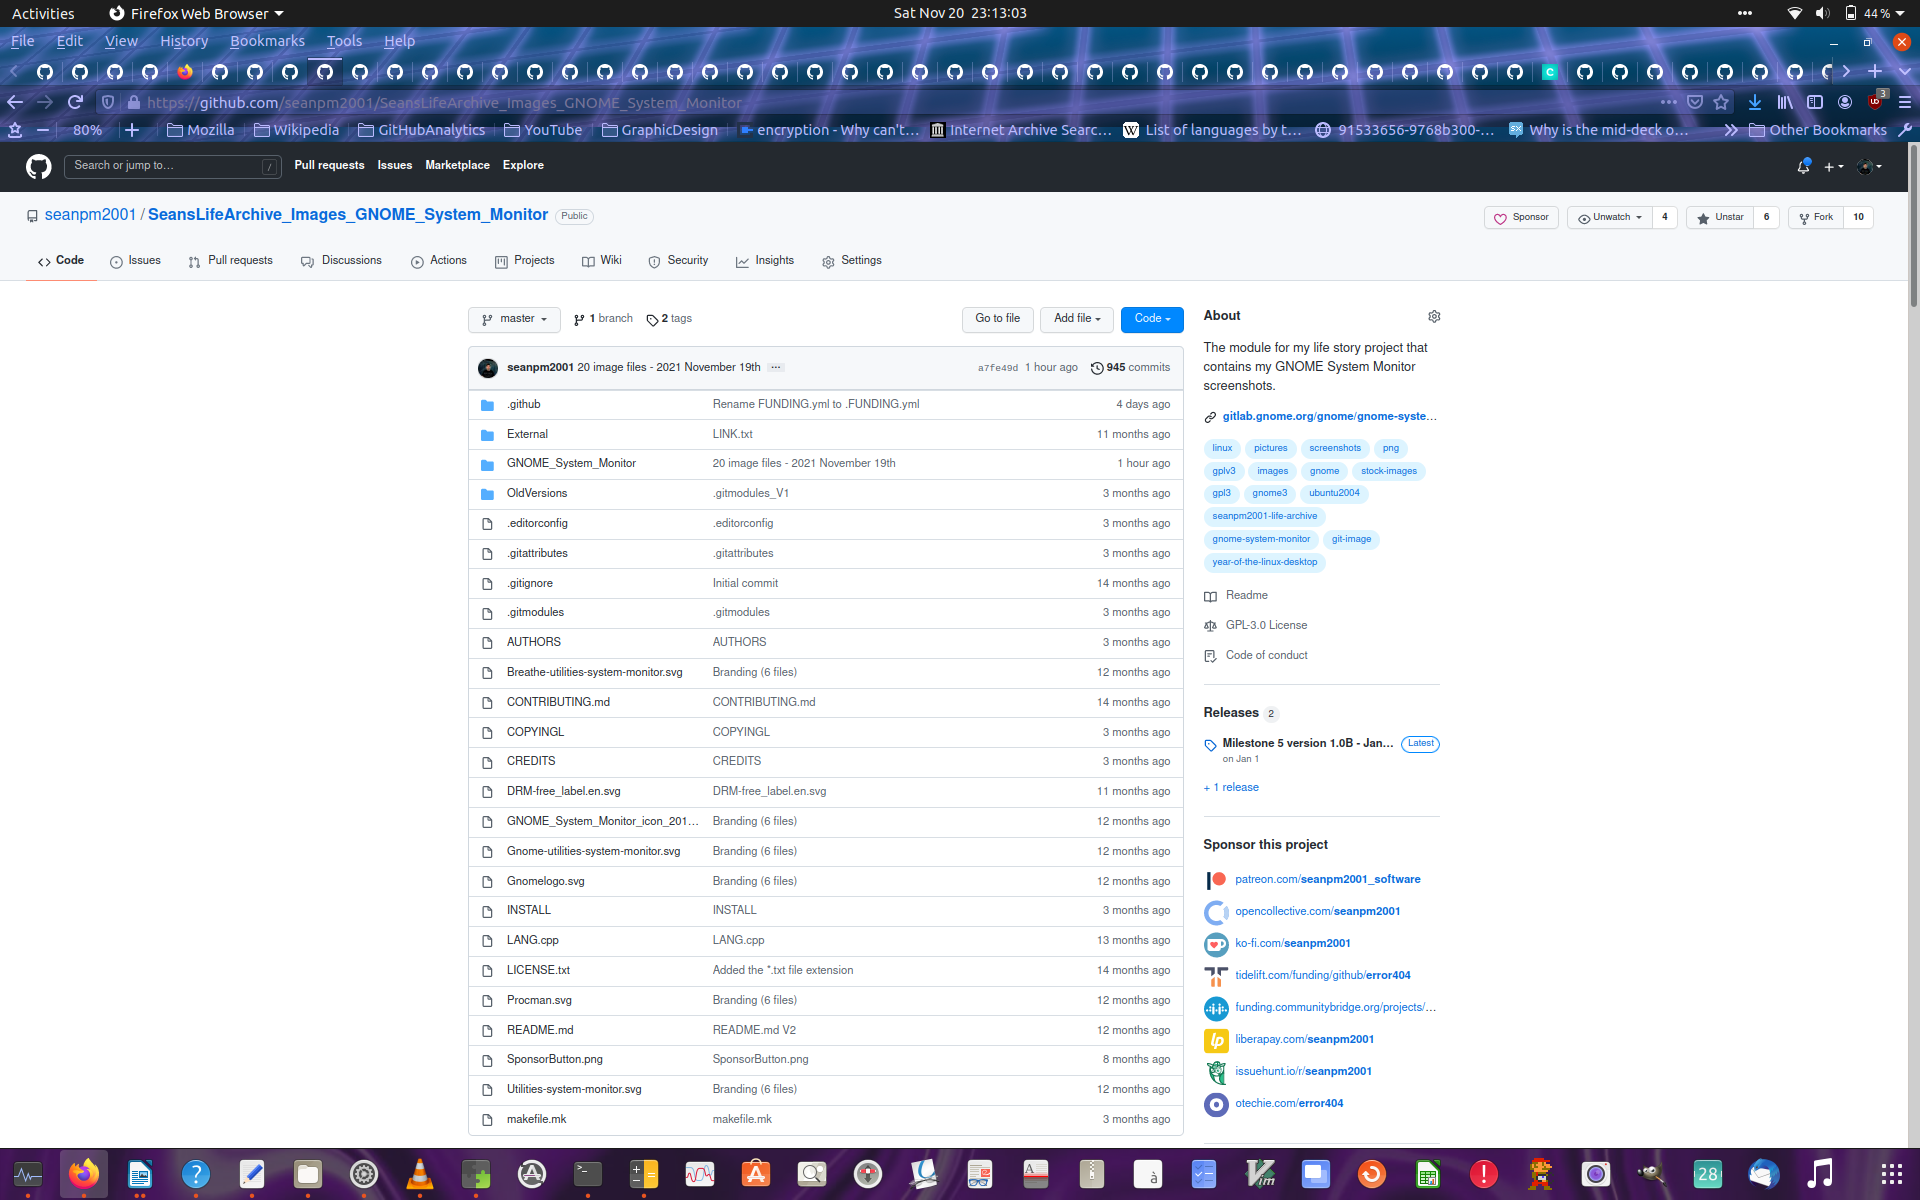 Activities Firefox Web Browser Sat Nov 20 23:13:03 44 %
File Edit View History Bookmarks Tools Help
https://github.com/seanpm2001/SeansLifeArchive_Images_GNOME_System_Monitor 3
80% Mozilla Wikipedia GitHubAnalytics YouTube GraphicDesign encryption - Why can't… Internet Archive Searc… List of languages by t… 91533656-9768b300-… Why is the mid-deck o… Other Bookmarks
Search or jump to… / Pull requests Issues Marketplace Explore
seanpm2001 / SeansLifeArchive_Images_GNOME_System_Monitor Public
Sponsor Unwatch 4 Unstar 6 Fork 10
Code Issues Pull requests Discussions Actions Projects Wiki Security Insights Settings
master 1 branch 2 tags Go to file Add file Code
seanpm2001 20 image files - 2021 November 19th … a7fe49d 1 hour ago 945 commits
.github Rename FUNDING.yml to .FUNDING.yml 4 days ago
External LINK.txt 11 months ago
GNOME_System_Monitor 20 image files - 2021 November 19th 1 hour ago
OldVersions .gitmodules_V1 3 months ago
.editorconfig .editorconfig 3 months ago
.gitattributes .gitattributes 3 months ago
.gitignore Initial commit 14 months ago
.gitmodules .gitmodules 3 months ago
AUTHORS AUTHORS 3 months ago
Breathe-utilities-system-monitor.svg Branding (6 files) 12 months ago
CONTRIBUTING.md CONTRIBUTING.md 14 months ago
COPYINGL COPYINGL 3 months ago
CREDITS CREDITS 3 months ago
DRM-free_label.en.svg DRM-free_label.en.svg 11 months ago
GNOME_System_Monitor_icon_201… Branding (6 files) 12 months ago
Gnome-utilities-system-monitor.svg Branding (6 files) 12 months ago
Gnomelogo.svg Branding (6 files) 12 months ago
INSTALL INSTALL 3 months ago
LANG.cpp LANG.cpp 13 months ago
LICENSE.txt Added the *.txt file extension 14 months ago
Procman.svg Branding (6 files) 12 months ago
README.md README.md V2 12 months ago
SponsorButton.png SponsorButton.png 8 months ago
Utilities-system-monitor.svg Branding (6 files) 12 months ago
makefile.mk makefile.mk 3 months ago
About
The module for my life story project that
contains my GNOME System Monitor
screenshots.
gitlab.gnome.org/gnome/gnome-syste…
linux pictures screenshots png
gplv3 images gnome stock-images
gpl3 gnome3 ubuntu2004
seanpm2001-life-archive
gnome-system-monitor git-image
year-of-the-linux-desktop
Readme
GPL-3.0 License
Code of conduct
Releases 2
Milestone 5 version 1.0B - Jan… Latest
on Jan 1
+ 1 release
Sponsor this project
patreon.com/seanpm2001_software
opencollective.com/seanpm2001
ko-fi.com/seanpm2001
tidelift.com/funding/github/error404
funding.communitybridge.org/projects/…
liberapay.com/seanpm2001
issuehunt.io/r/seanpm2001
otechie.com/error404
28